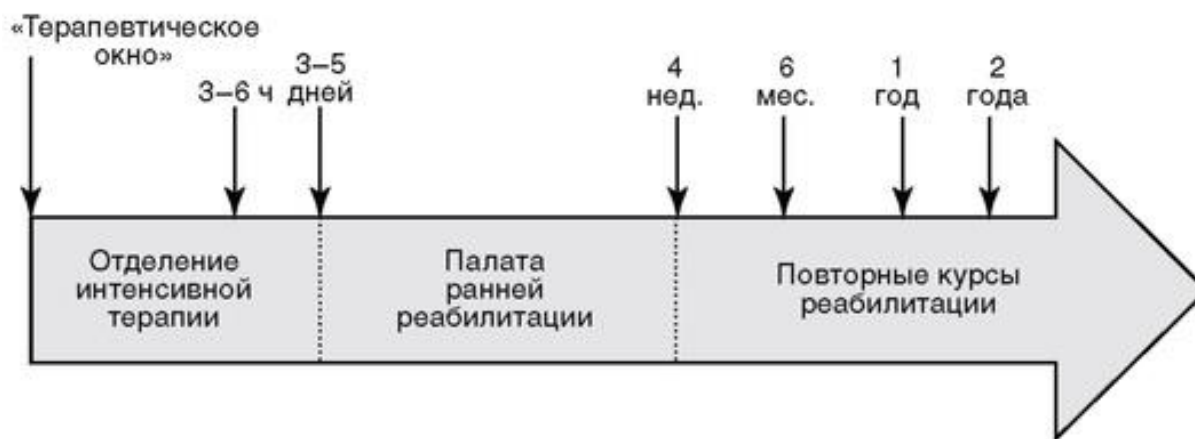 «Терапевтическое
окно»
3–6 ч
3–5
дней
4
нед.
6
мес.
1
год
2
года
Отделение
интенсивной
терапии
Палата
ранней
реабилитации
Повторные курсы
реабилитации